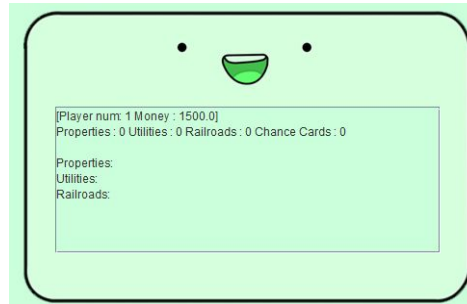 [Player num: 1 Money : 1500.0]
Properties : 0 Utilities : 0 Railroads : 0 Chance Cards : 0
Properties:
Utilities:
Railroads: